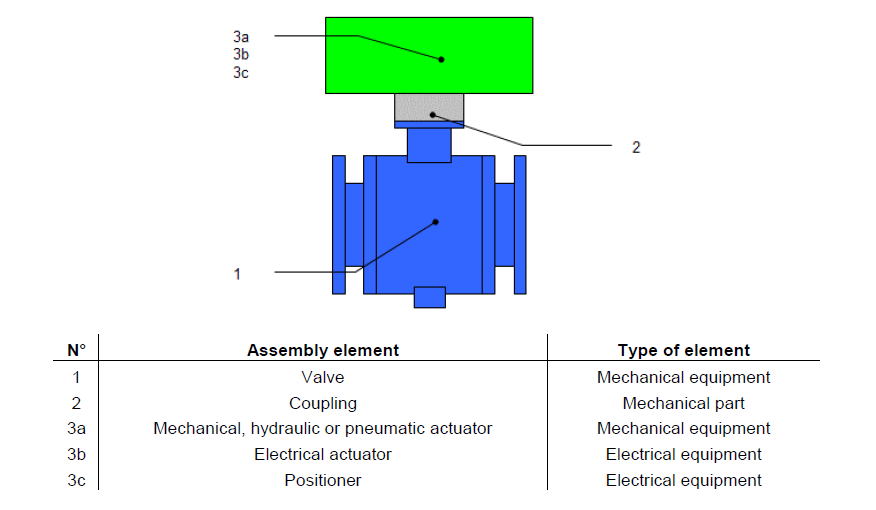 3a
3b
3c
2
1
N° Assembly element Type of element
1 Valve Mechanical equipment
2 Coupling Mechanical part
3a Mechanical, hydraulic or pneumatic actuator Mechanical equipment
3b Electrical actuator Electrical equipment
3c Positioner Electrical equipment